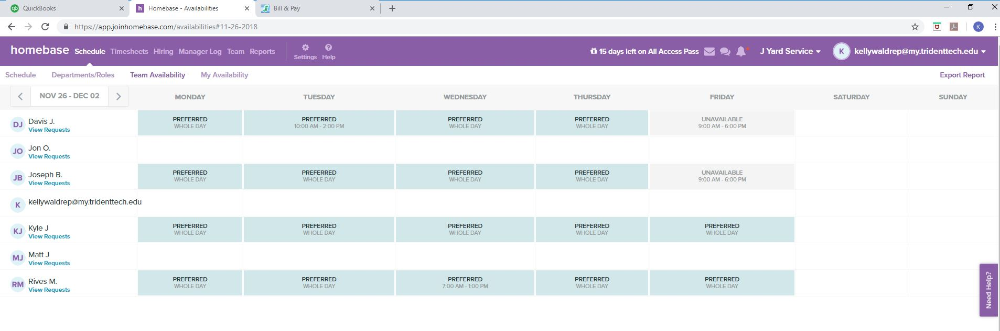 QuickBooks
Homebase - Availabilities
Bill & Pay
https://app.joinhomebase.com/availabilities#11-26-2018
K
homebase Schedule Timesheets Hiring Manager Log Team Reports Settings Help 15 days left on All Access Pass J Yard Service K kellywaldrep@my.tridenttech.edu
Schedule Departments/Roles Team Availability My Availability Export Report
NOV 26 - DEC 02 MONDAY TUESDAY WEDNESDAY THURSDAY FRIDAY SATURDAY SUNDAY
DJ Davis J. PREFERRED PREFERRED PREFERRED PREFERRED UNAVAILABLE
View Requests WHOLE DAY 10:00 AM - 2:00 PM WHOLE DAY WHOLE DAY 9:00 AM - 6:00 PM
JO Jon O.
View Requests
JB Joseph B. PREFERRED PREFERRED PREFERRED PREFERRED UNAVAILABLE
View Requests WHOLE DAY WHOLE DAY WHOLE DAY WHOLE DAY 9:00 AM - 6:00 PM
K kellywaldrep@my.tridenttech.edu
KJ Kyle J PREFERRED PREFERRED PREFERRED PREFERRED PREFERRED
View Requests WHOLE DAY WHOLE DAY WHOLE DAY WHOLE DAY WHOLE DAY
MJ Matt J
View Requests
RM Rives M. PREFERRED PREFERRED PREFERRED PREFERRED PREFERRED
View Requests WHOLE DAY WHOLE DAY 7:00 AM - 1:00 PM WHOLE DAY WHOLE DAY
Need Help?